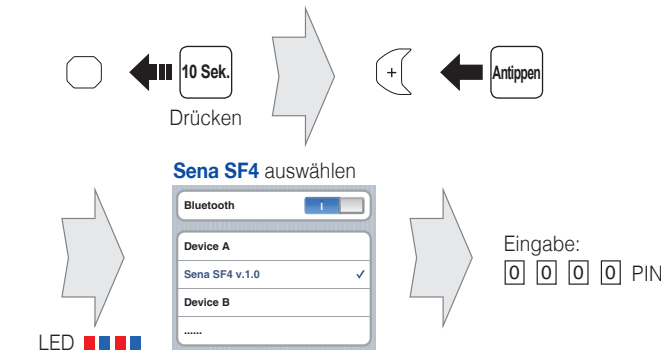 10 Sek.
Drücken
+
Antippen
Sena SF4 auswählen
Bluetooth
I
Device A
Sena SF4 v.1.0 ✓
Device B
......
LED
Eingabe:
0 0 0 0 PIN